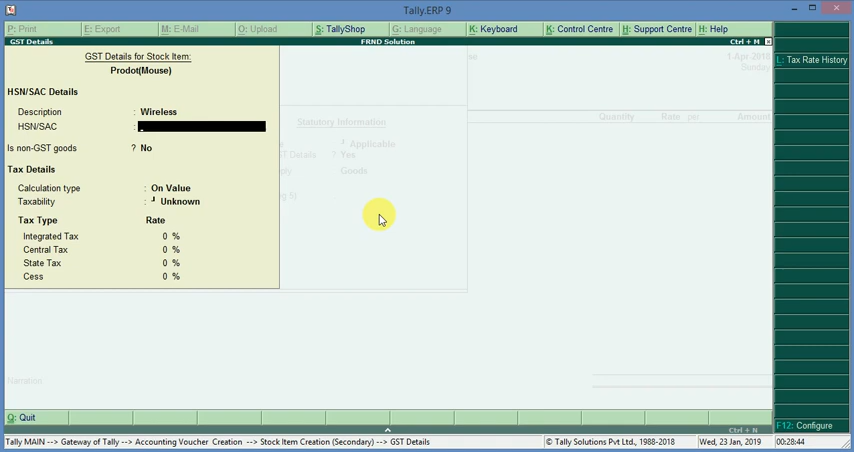 Tally.ERP 9
P: Print E: Export M: E-Mail O: Upload S: TallyShop G: Language K: Keyboard K: Control Centre H: Support Centre H: Help
GST Details FRND Solution Ctrl + M
GST Details for Stock Item:
Prodot(Mouse)
1-Apr-2018
Sunday
L: Tax Rate History
HSN/SAC Details
Description : Wireless
HSN/SAC :
Quantity Rate per Amount
Statutory Information
Is non-GST goods ? No
Applicable
GST Details ? Yes
Goods
Tax Details
Calculation type : On Value
Taxability : Unknown
Tax Type Rate
Integrated Tax 0 %
Central Tax 0 %
State Tax 0 %
Cess 0 %
Narration
Q: Quit
F12: Configure
Ctrl + N
Tally MAIN --> Gateway of Tally --> Accounting Voucher Creation --> Stock Item Creation (Secondary) --> GST Details © Tally Solutions Pvt Ltd., 1988-2018 Wed, 23 Jan, 2019 00:28:44